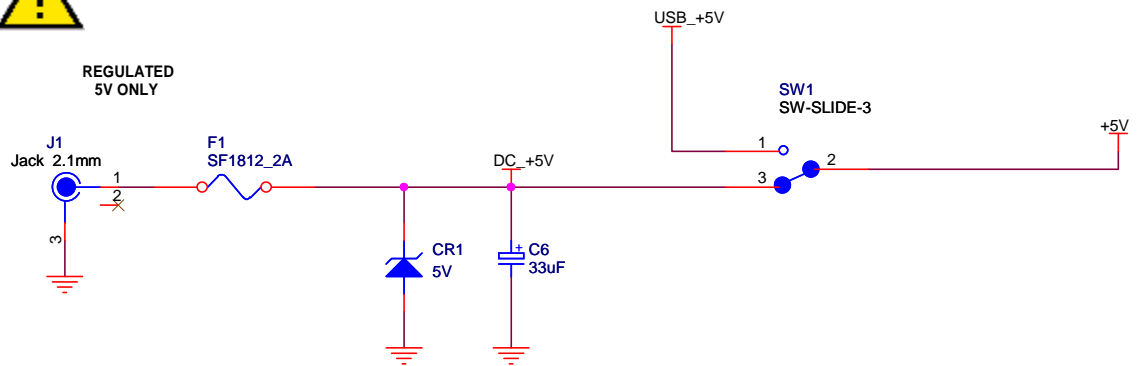 USB_+5V
REGULATED
5V ONLY
SW1
SW-SLIDE-3
+5V
J1
Jack 2.1mm
F1
SF1812_2A
DC_+5V
1
2
3
1
2
3
CR1
5V
+
C6
33uF